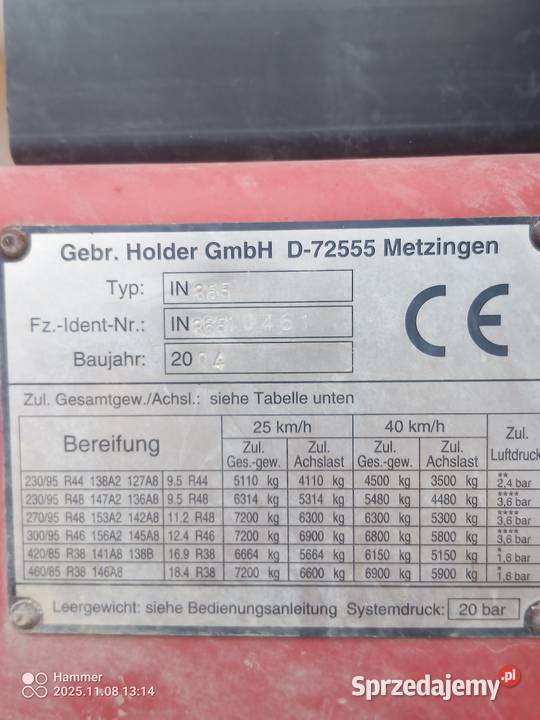 Gebr. Holder GmbH D-72555 Metzingen
Typ: IN 365
Fz.-Ident-Nr.: IN 36510461
Baujahr: 2004
CE
Zul. Gesamtgew./Achsl.: siehe Tabelle unten
Bereifung 25 km/h 40 km/h Zul. Luftdruck
Zul. Ges.-gew. Zul. Achslast Zul. Ges.-gew. Zul. Achslast
230/95 R44 138A2 127A8 9.5 R44 5110 kg 4110 kg 4500 kg 3500 kg ** 2,4 bar
230/95 R48 147A2 136A8 9.5 R48 6314 kg 5314 kg 5480 kg 4480 kg **** 3,6 bar
270/95 R48 153A2 142A8 11.2 R48 7200 kg 6300 kg 6300 kg 5300 kg **** 3,6 bar
300/95 R46 156A2 145A8 12.4 R46 7200 kg 6900 kg 6800 kg 5800 kg **** 3,6 bar
420/85 R38 141A8 138B 16.9 R38 6664 kg 5664 kg 6150 kg 5150 kg * 1,6 bar
460/85 R38 146A8 18.4 R38 7200 kg 6600 kg 6900 kg 5900 kg * 1,6 bar
Leergewicht: siehe Bedienungsanleitung Systemdruck: 20 bar
Hammer
2025.11.08 13:14
Sprzedajemy.pl